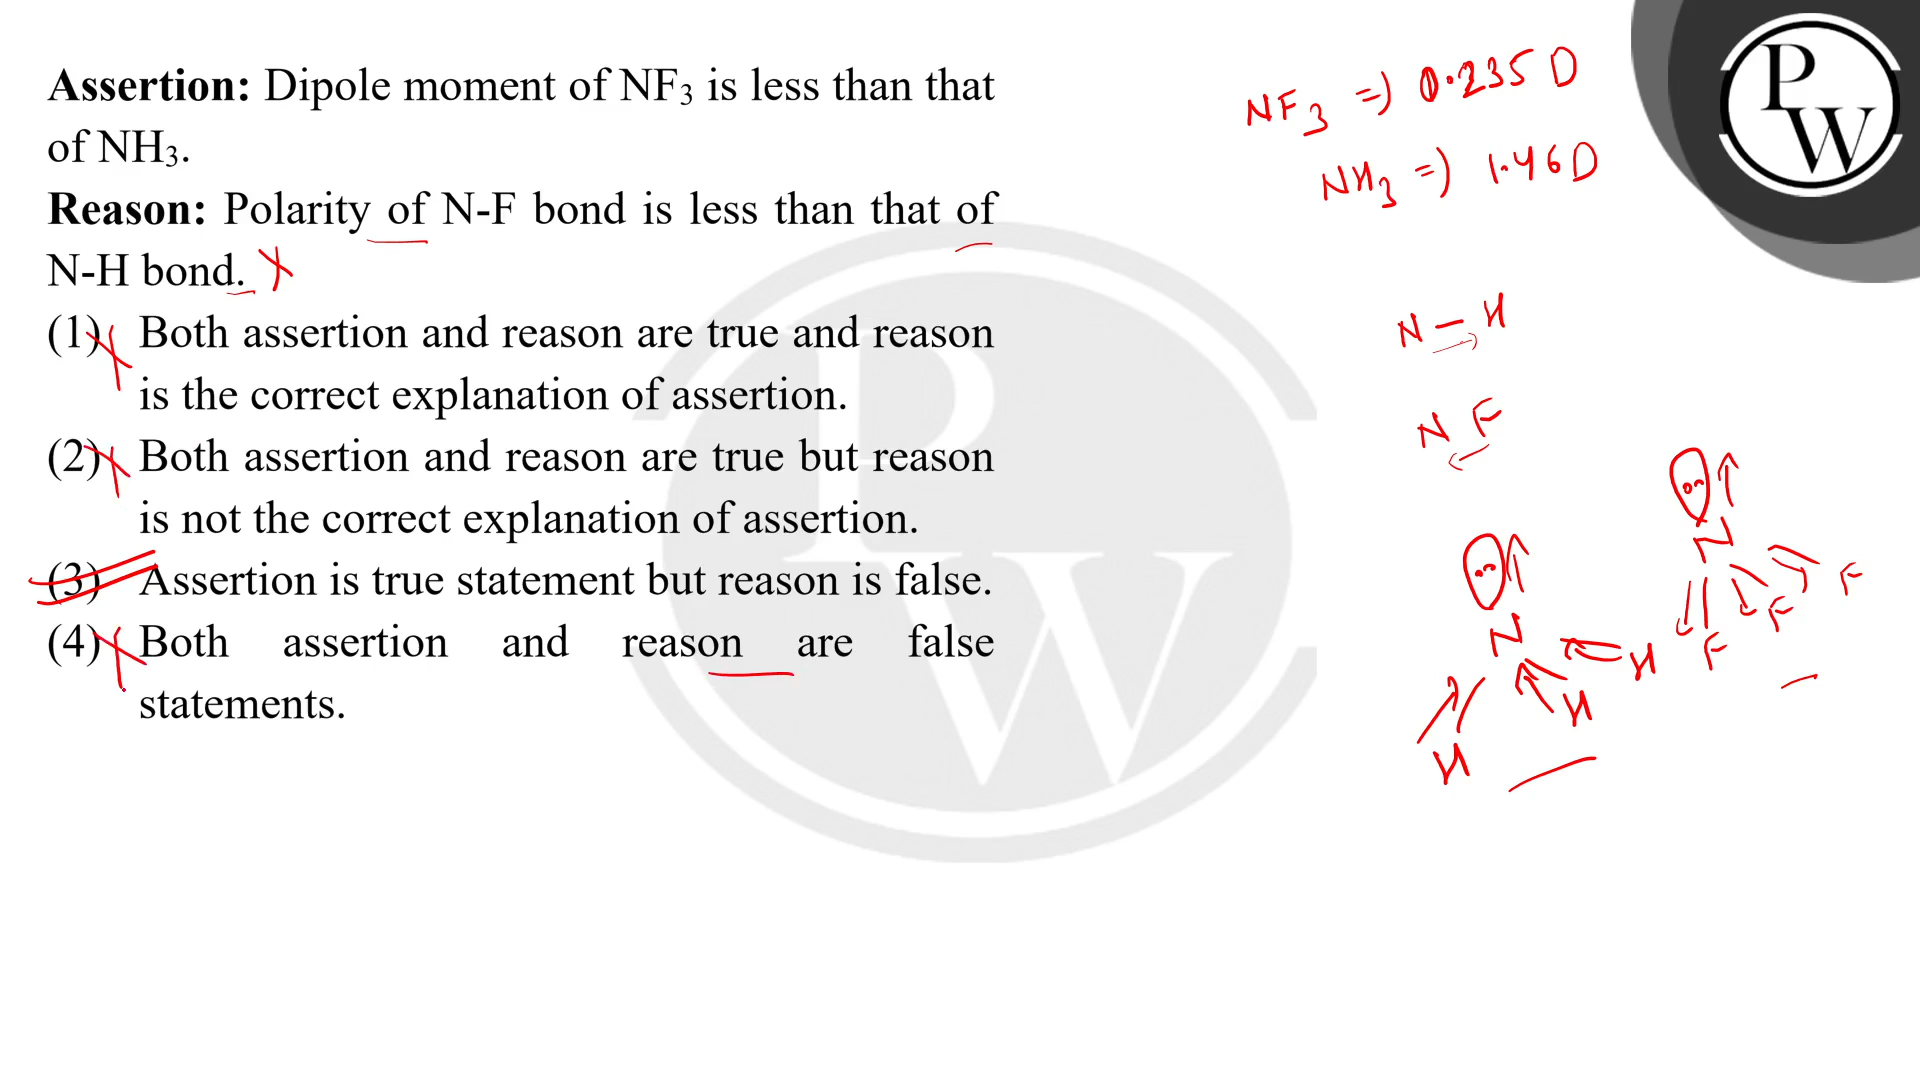 Assertion: Dipole moment of NF₃ is less than that
of NH₃.
Reason: Polarity of N-F bond is less than that of
N-H bond. X
(1) Both assertion and reason are true and reason
is the correct explanation of assertion.
(2) Both assertion and reason are true but reason
is not the correct explanation of assertion.
(3) Assertion is true statement but reason is false.
(4) Both assertion and reason are false
statements.
NF₃ => 0.235 D
NH₃ => 1.46 D
N – H
N F
N
H
H
H
N
F
F
F
P
W
P
W